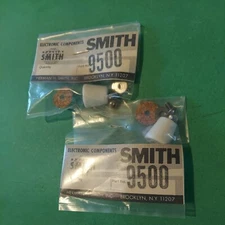 ELECTRONIC COMPONENTS
SMITH
SMITH
9500
BROOKLYN, N.Y. 11207
ELECTRONIC COMPONENTS
SMITH
9500
BROOKLYN, N.Y. 11207